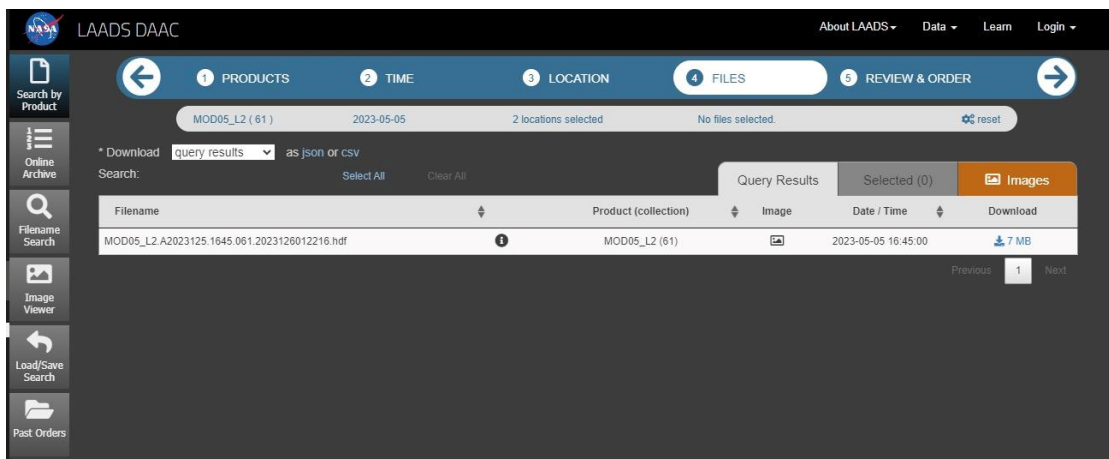 NASA LAADS DAAC About LAADS Data Learn Login
Search by Product
Online Archive
Filename Search
Image Viewer
Load/Save Search
Past Orders
1 PRODUCTS 2 TIME 3 LOCATION 4 FILES 5 REVIEW & ORDER
MOD05_L2 ( 61 ) 2023-05-05 2 locations selected No files selected. reset
* Download query results as json or csv
Search: Select All Clear All Query Results Selected (0) Images
Filename Product (collection) Image Date / Time Download
MOD05_L2.A2023125.1645.061.2023126012216.hdf MOD05_L2 (61) 2023-05-05 16:45:00 7 MB
Previous 1 Next